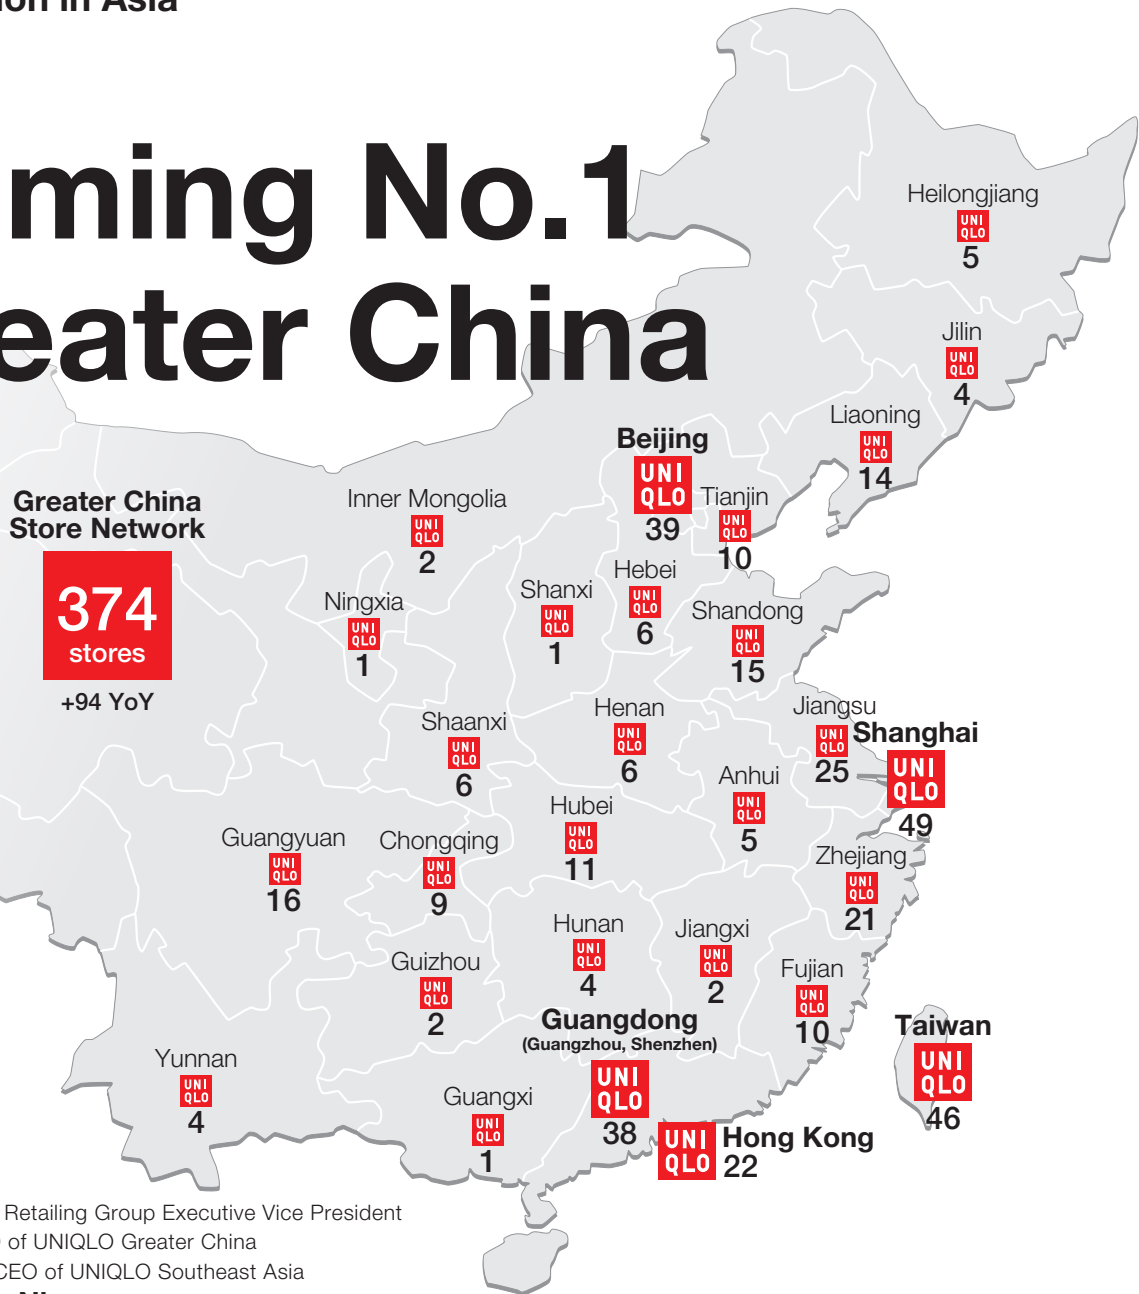 on in Asia
ming No.1
eater China
Heilongjiang
UNI
QLO
5
Jilin
UNI
QLO
4
Liaoning
UNI
QLO
14
Beijing
UNI
QLO
39
Tianjin
UNI
QLO
10
Greater China
Store Network
374
stores
+94 YoY
Inner Mongolia
UNI
QLO
2
Ningxia
UNI
QLO
1
Shanxi
UNI
QLO
1
Hebei
UNI
QLO
6
Shandong
UNI
QLO
15
Shaanxi
UNI
QLO
6
Henan
UNI
QLO
6
Jiangsu
UNI
QLO
25
Shanghai
UNI
QLO
49
Anhui
UNI
QLO
5
Hubei
UNI
QLO
11
Guangyuan
UNI
QLO
16
Chongqing
UNI
QLO
9
Zhejiang
UNI
QLO
21
Hunan
UNI
QLO
4
Jiangxi
UNI
QLO
2
Guizhou
UNI
QLO
2
Fujian
UNI
QLO
10
Guangdong
(Guangzhou, Shenzhen)
UNI
QLO
38
Taiwan
UNI
QLO
46
Yunnan
UNI
QLO
4
Guangxi
UNI
QLO
1
Hong Kong
UNI
QLO
22
Retailing Group Executive Vice President
of UNIQLO Greater China
CEO of UNIQLO Southeast Asia